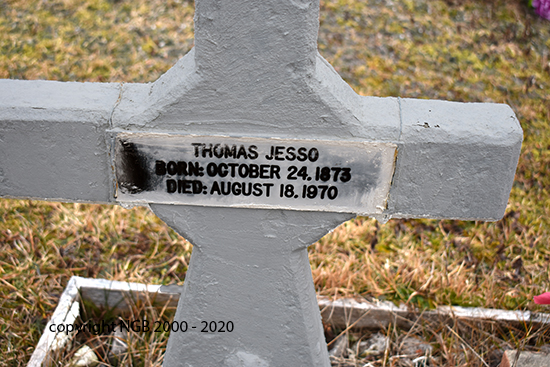 THOMAS JESSO
BORN: OCTOBER 24, 1873
DIED: AUGUST 18, 1970
copyright NGB 2000 - 2020